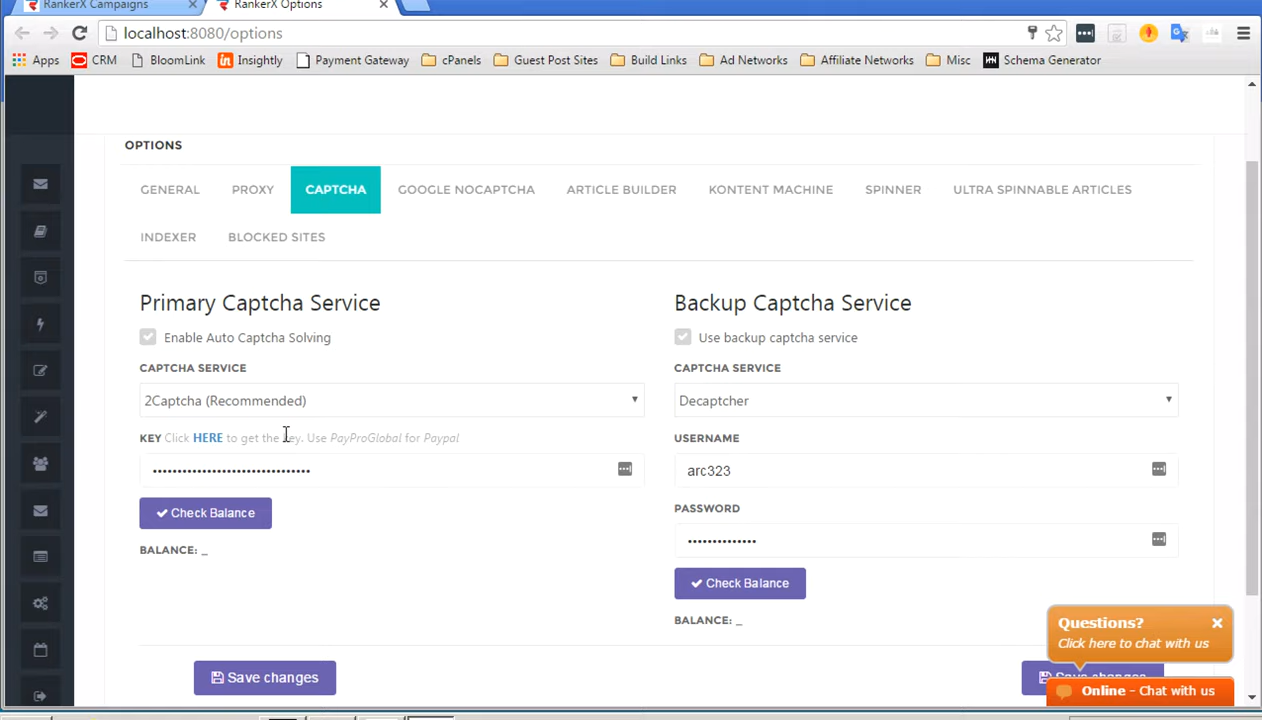 RankerX Campaigns
RankerX Options
localhost:8080/options
Apps CRM BloomLink Insightly Payment Gateway cPanels Guest Post Sites Build Links Ad Networks Affiliate Networks Misc Schema Generator
OPTIONS
GENERAL PROXY CAPTCHA GOOGLE NOCAPTCHA ARTICLE BUILDER KONTENT MACHINE SPINNER ULTRA SPINNABLE ARTICLES
INDEXER BLOCKED SITES
Primary Captcha Service
Enable Auto Captcha Solving
CAPTCHA SERVICE
2Captcha (Recommended)
KEY Click HERE to get the key. Use PayProGlobal for Paypal
••••••••••••••••••••••••••••••••
Check Balance
BALANCE: _
Save changes
Backup Captcha Service
Use backup captcha service
CAPTCHA SERVICE
Decaptcher
USERNAME
arc323
PASSWORD
••••••••••••••
Check Balance
BALANCE: _
Save changes
Questions?
Click here to chat with us
Online - Chat with us